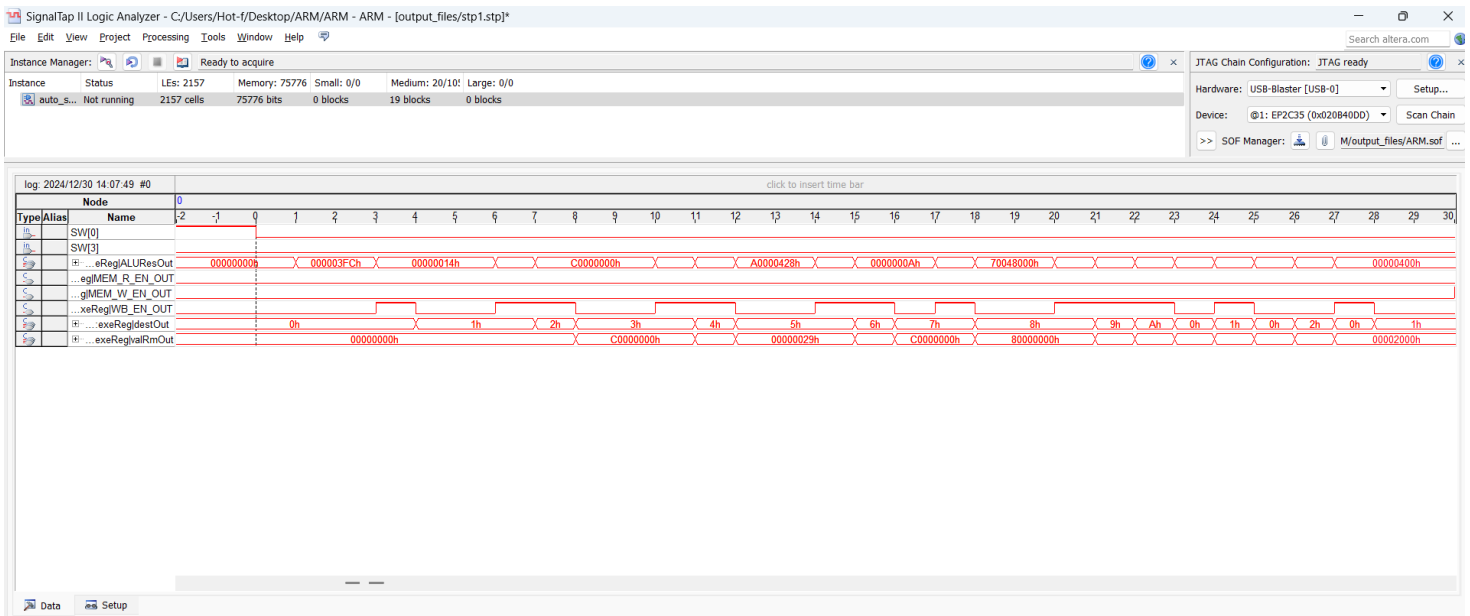 SignalTap II Logic Analyzer - C:/Users/Hot-f/Desktop/ARM/ARM - ARM - [output_files/stp1.stp]*
File Edit View Project Processing Tools Window Help
Search altera.com
Instance Manager: Ready to acquire
Instance Status LEs: 2157 Memory: 75776 Small: 0/0 Medium: 20/10! Large: 0/0
auto_s... Not running 2157 cells 75776 bits 0 blocks 19 blocks 0 blocks
JTAG Chain Configuration: JTAG ready
Hardware: USB-Blaster [USB-0] Setup...
Device: @1: EP2C35 (0x020B40DD) Scan Chain
>> SOF Manager: M/output_files/ARM.sof ...
log: 2024/12/30 14:07:49 #0 click to insert time bar
Node 0
Type Alias Name -2 -1 0 1 2 3 4 5 6 7 8 9 10 11 12 13 14 15 16 17 18 19 20 21 22 23 24 25 26 27 28 29 30
in SW[0]
in SW[3]
...eReg|ALUResOut 00000000h 000003FCh 00000014h C0000000h A0000428h 0000000Ah 70048000h 00000400h
...eg|MEM_R_EN_OUT
...g|MEM_W_EN_OUT
...xeReg|WB_EN_OUT
...:exeReg|destOut 0h 1h 2h 3h 4h 5h 6h 7h 8h 9h Ah 0h 1h 0h 2h 0h 1h
...exeReg|valRmOut 00000000h C0000000h 00000029h C0000000h 80000000h 00002000h
Data Setup